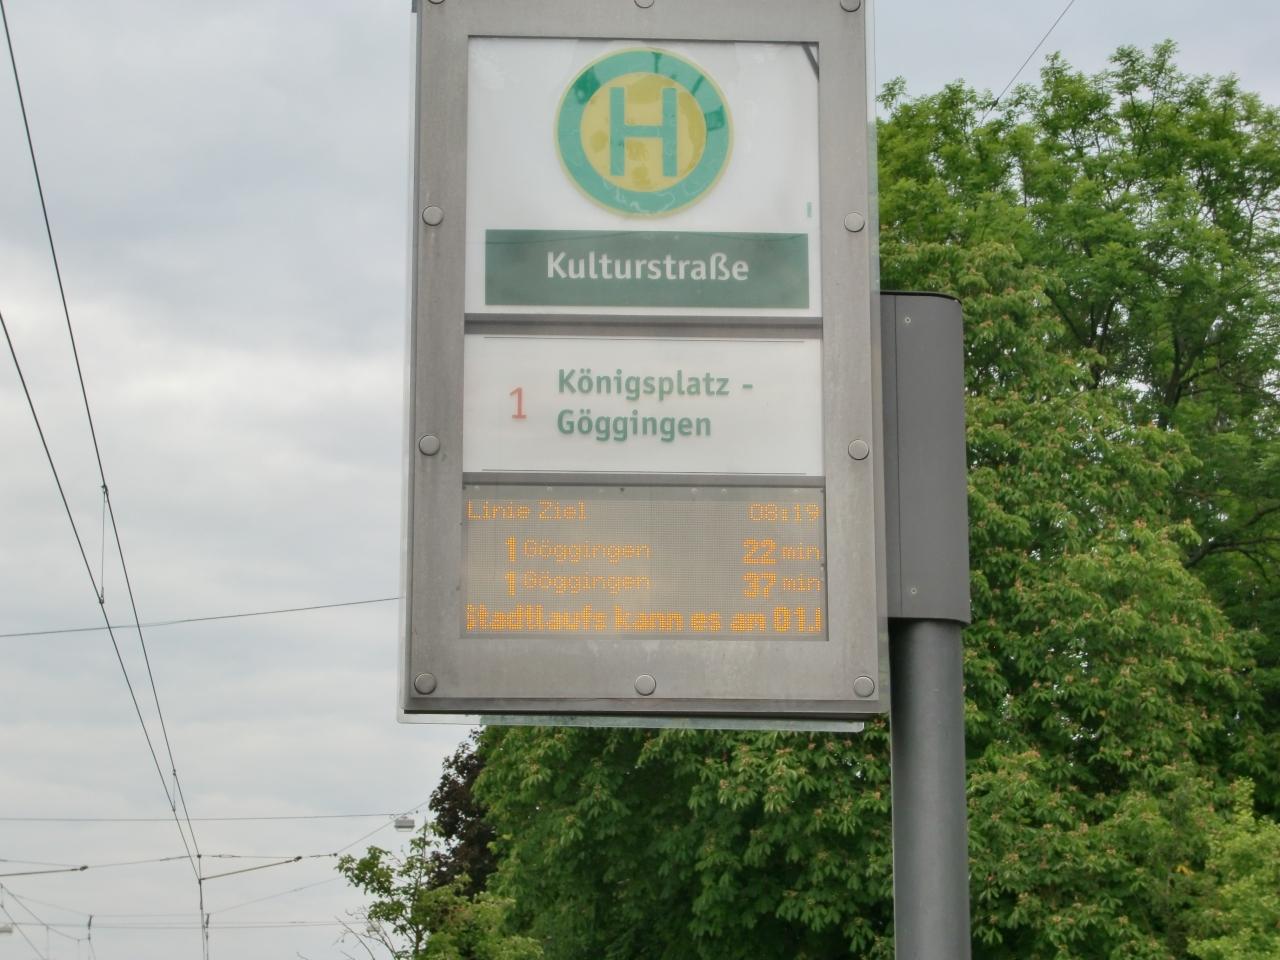 H
Kulturstraße
1 Königsplatz -
Göggingen
Linie Ziel 08:19
1 Göggingen 22 min
1 Göggingen 37 min
Stadtlaufs kann es an 01.